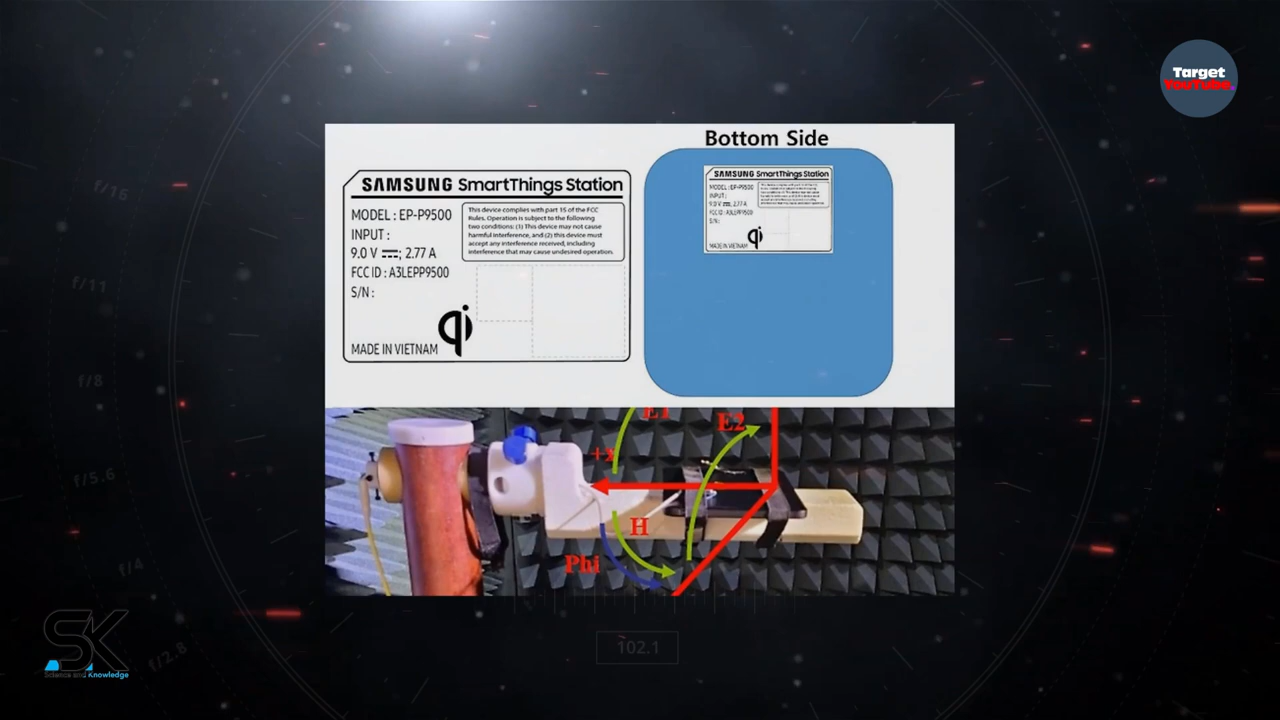 Target
YouTube.
Bottom Side
SAMSUNG SmartThings Station
MODEL : EP-P9500
INPUT :
9.0 V ; 2.77 A
FCC ID : A3LEPP9500
S/N :
This device complies with part 15 of the FCC
Rules. Operation is subject to the following
two conditions: (1) This device may not cause
harmful interference, and (2) this device must
accept any interference received, including
interference that may cause undesired operation.
qi
MADE IN VIETNAM
SAMSUNG SmartThings Station
MODEL : EP-P9500
INPUT :
9.0 V ; 2.77 A
FCC ID : A3LEPP9500
S/N :
qi
MADE IN VIETNAM
E1
E2
H
Phi
f/16
f/11
f/8
f/5.6
f/4
f/2.8
102.1
SK
Science and Knowledge